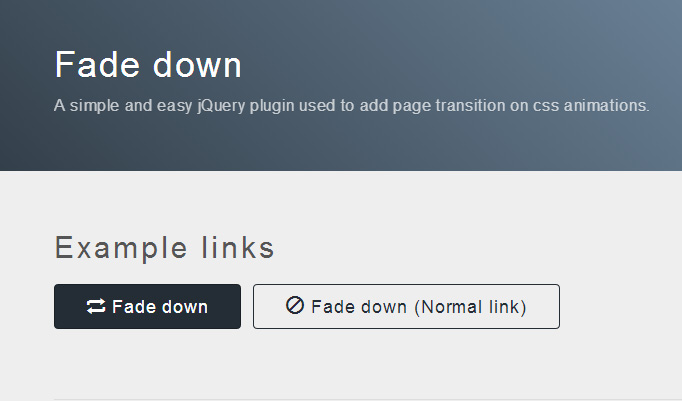 Fade down
A simple and easy jQuery plugin used to add page transition on css animations.
Example links
Fade down
Fade down (Normal link)